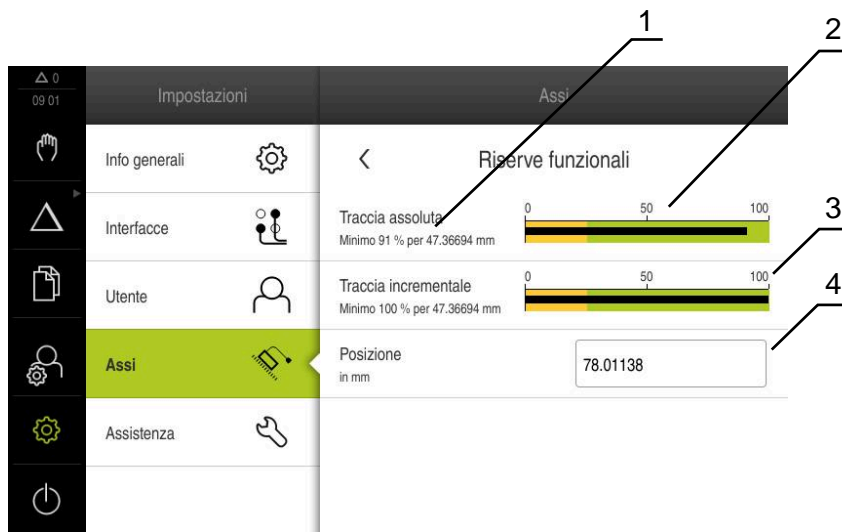 1
2
△ 0
09 01
Impostazioni
Assi
Info generali
Riserve funzionali
Traccia assoluta
Minimo 91 % per 47.36694 mm
0 50 100
3
Interfacce
Traccia incrementale
Minimo 100 % per 47.36694 mm
0 50 100
4
Utente
Posizione
in mm
78.01138
Assi
Assistenza